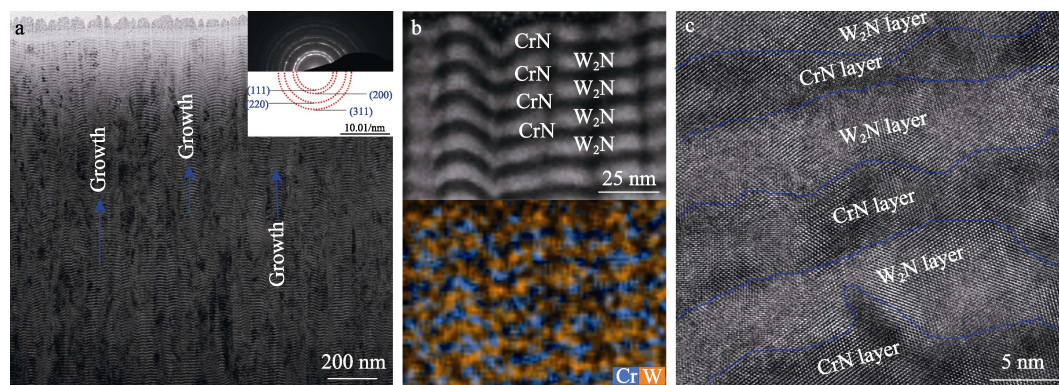 a
(111)
(220)
(200)
(311)
10.01/nm
Growth
Growth
Growth
200 nm
b
CrN
W₂N
CrN
W₂N
CrN
W₂N
CrN
W₂N
25 nm
Cr W
c
W₂N layer
CrN layer
W₂N layer
CrN layer
W₂N layer
CrN layer
5 nm